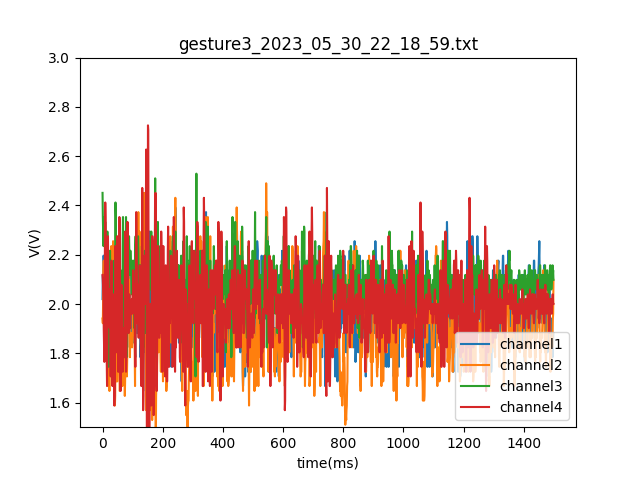 gesture3_2023_05_30_22_18_59.txt
3.0
2.8
2.6
2.4
2.2
2.0
1.8
1.6
V(V)
channel1
channel2
channel3
channel4
0 200 400 600 800 1000 1200 1400
time(ms)